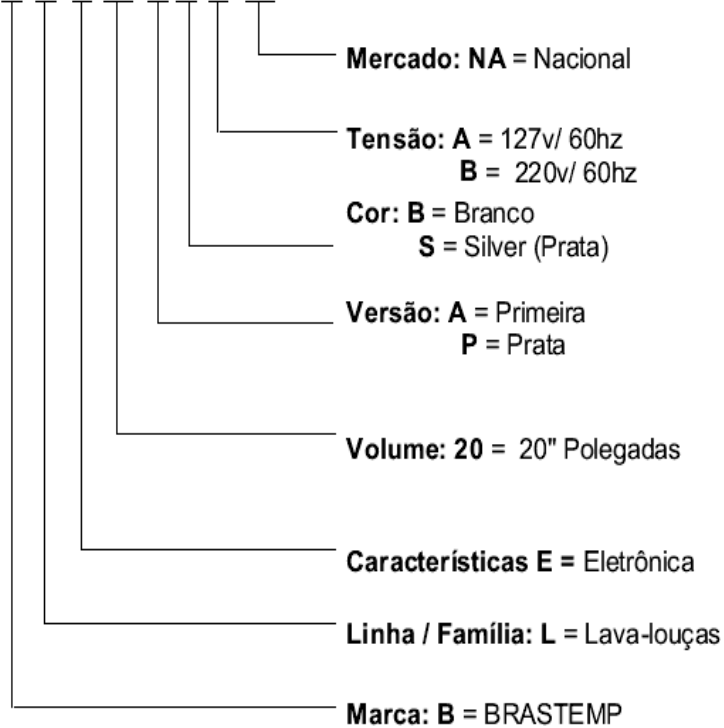 Mercado: NA = Nacional
Tensão: A = 127v/ 60hz
B = 220v/ 60hz
Cor: B = Branco
S = Silver (Prata)
Versão: A = Primeira
P = Prata
Volume: 20 = 20" Polegadas
Características E = Eletrônica
Linha / Família: L = Lava-louças
Marca: B = BRASTEMP